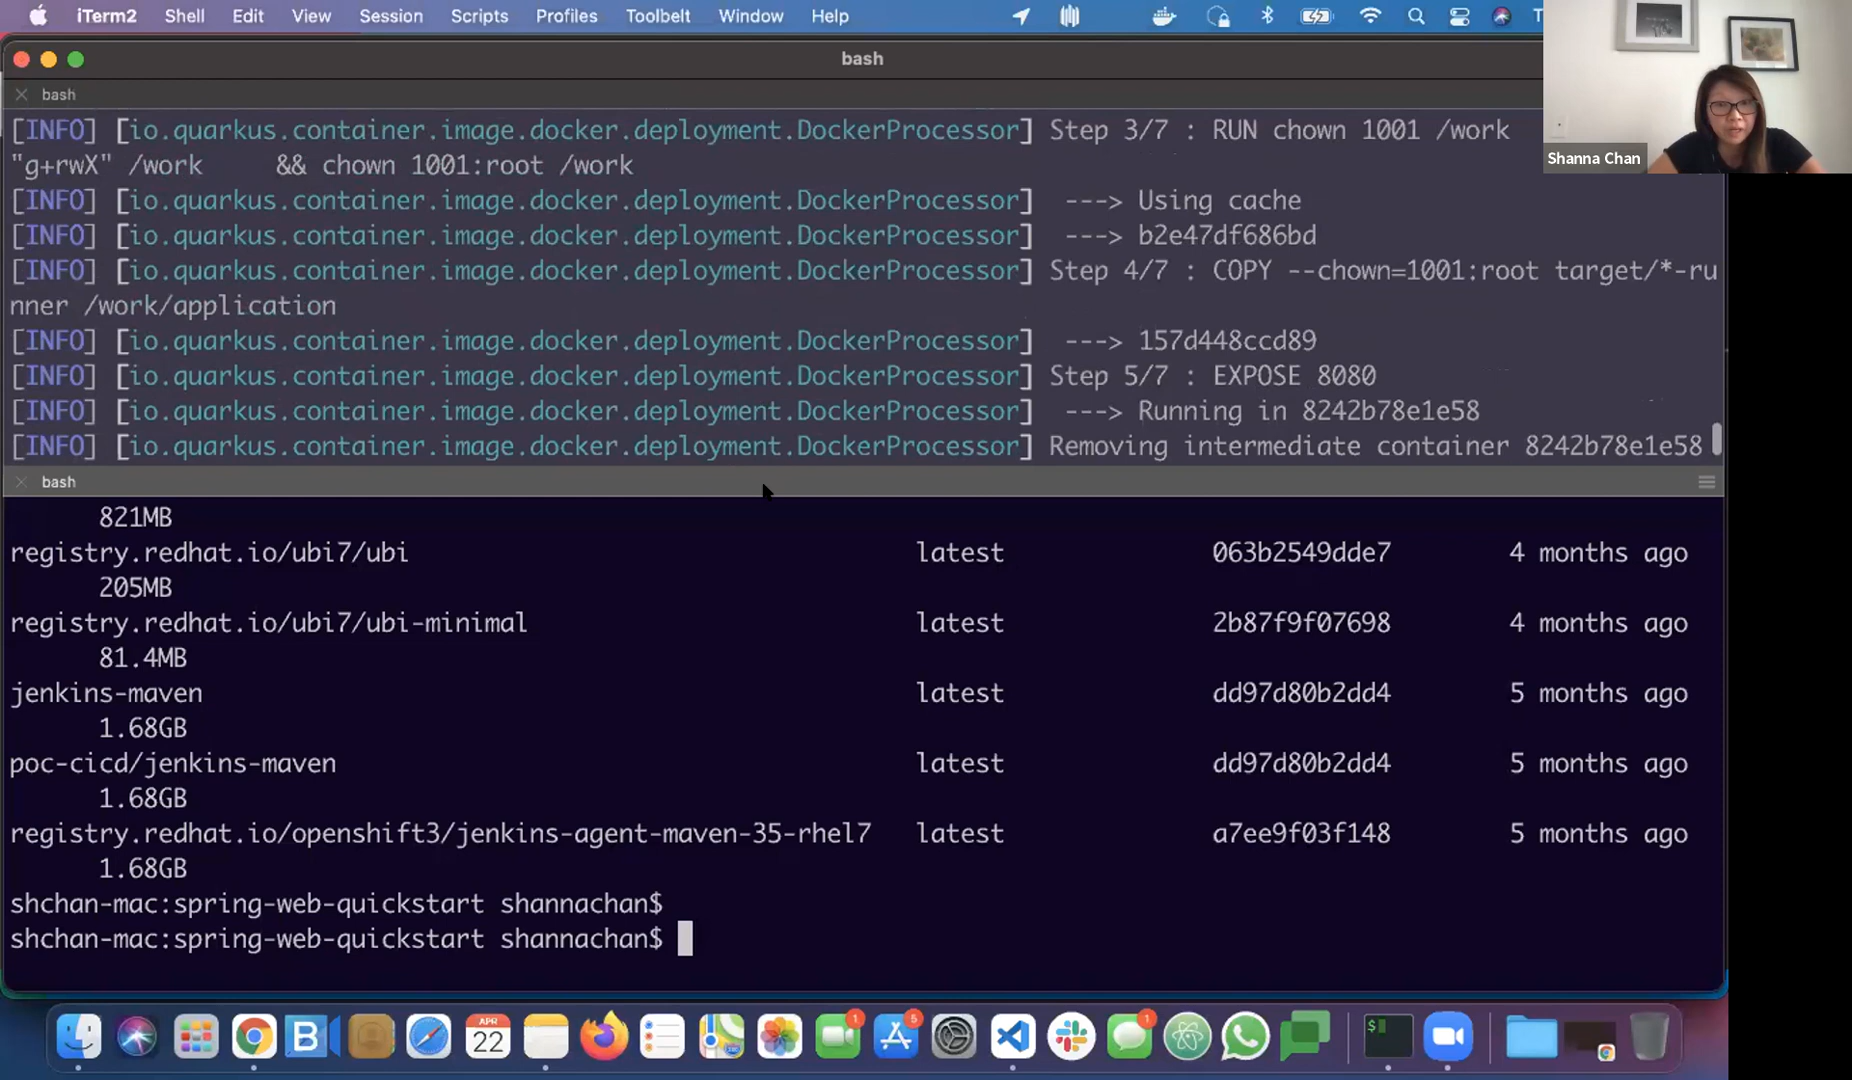 iTerm2 Shell Edit View Session Scripts Profiles Toolbelt Window Help
bash
bash
[INFO] [io.quarkus.container.image.docker.deployment.DockerProcessor] Step 3/7 : RUN chown 1001 /work
"g+rwX" /work && chown 1001:root /work
[INFO] [io.quarkus.container.image.docker.deployment.DockerProcessor] ---> Using cache
[INFO] [io.quarkus.container.image.docker.deployment.DockerProcessor] ---> b2e47df686bd
[INFO] [io.quarkus.container.image.docker.deployment.DockerProcessor] Step 4/7 : COPY --chown=1001:root target/*-ru
nner /work/application
[INFO] [io.quarkus.container.image.docker.deployment.DockerProcessor] ---> 157d448ccd89
[INFO] [io.quarkus.container.image.docker.deployment.DockerProcessor] Step 5/7 : EXPOSE 8080
[INFO] [io.quarkus.container.image.docker.deployment.DockerProcessor] ---> Running in 8242b78e1e58
[INFO] [io.quarkus.container.image.docker.deployment.DockerProcessor] Removing intermediate container 8242b78e1e58
Shanna Chan
bash
821MB
registry.redhat.io/ubi7/ubi latest 063b2549dde7 4 months ago
205MB
registry.redhat.io/ubi7/ubi-minimal latest 2b87f9f07698 4 months ago
81.4MB
jenkins-maven latest dd97d80b2dd4 5 months ago
1.68GB
poc-cicd/jenkins-maven latest dd97d80b2dd4 5 months ago
1.68GB
registry.redhat.io/openshift3/jenkins-agent-maven-35-rhel7 latest a7ee9f03f148 5 months ago
1.68GB
shchan-mac:spring-web-quickstart shannachan$
shchan-mac:spring-web-quickstart shannachan$
APR
22
1
5
1
$